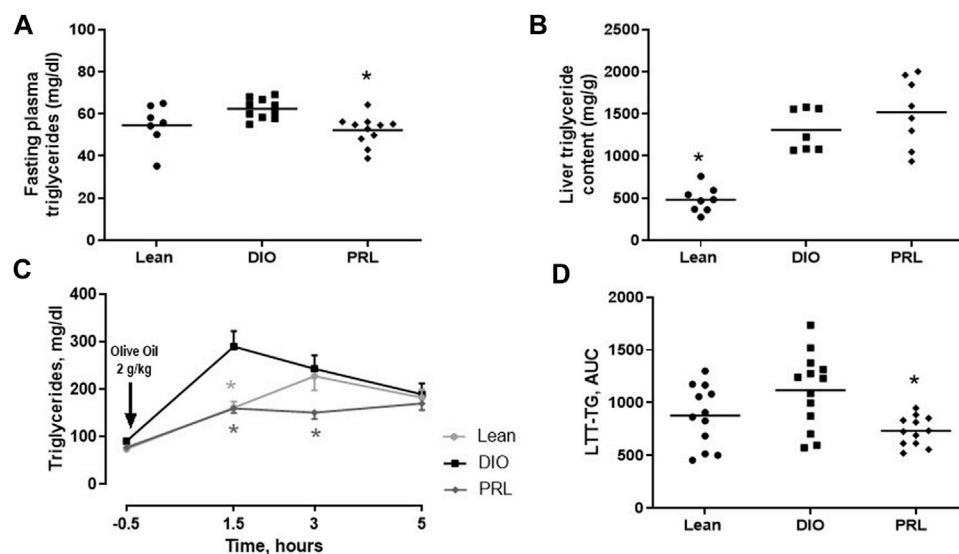 A
Fasting plasma
triglycerides (mg/dl)
100
80
60
40
20
0
*
Lean DIO PRL
B
Liver triglyceride
content (mg/g)
2500
2000
1500
1000
500
0
*
Lean DIO PRL
C
Triglycerides, mg/dl
400
300
200
100
0
Olive Oil
2 g/kg
*
* *
Lean
DIO
PRL
-0.5 1.5 3 5
Time, hours
D
LTT-TG, AUC
2000
1500
1000
500
0
*
Lean DIO PRL